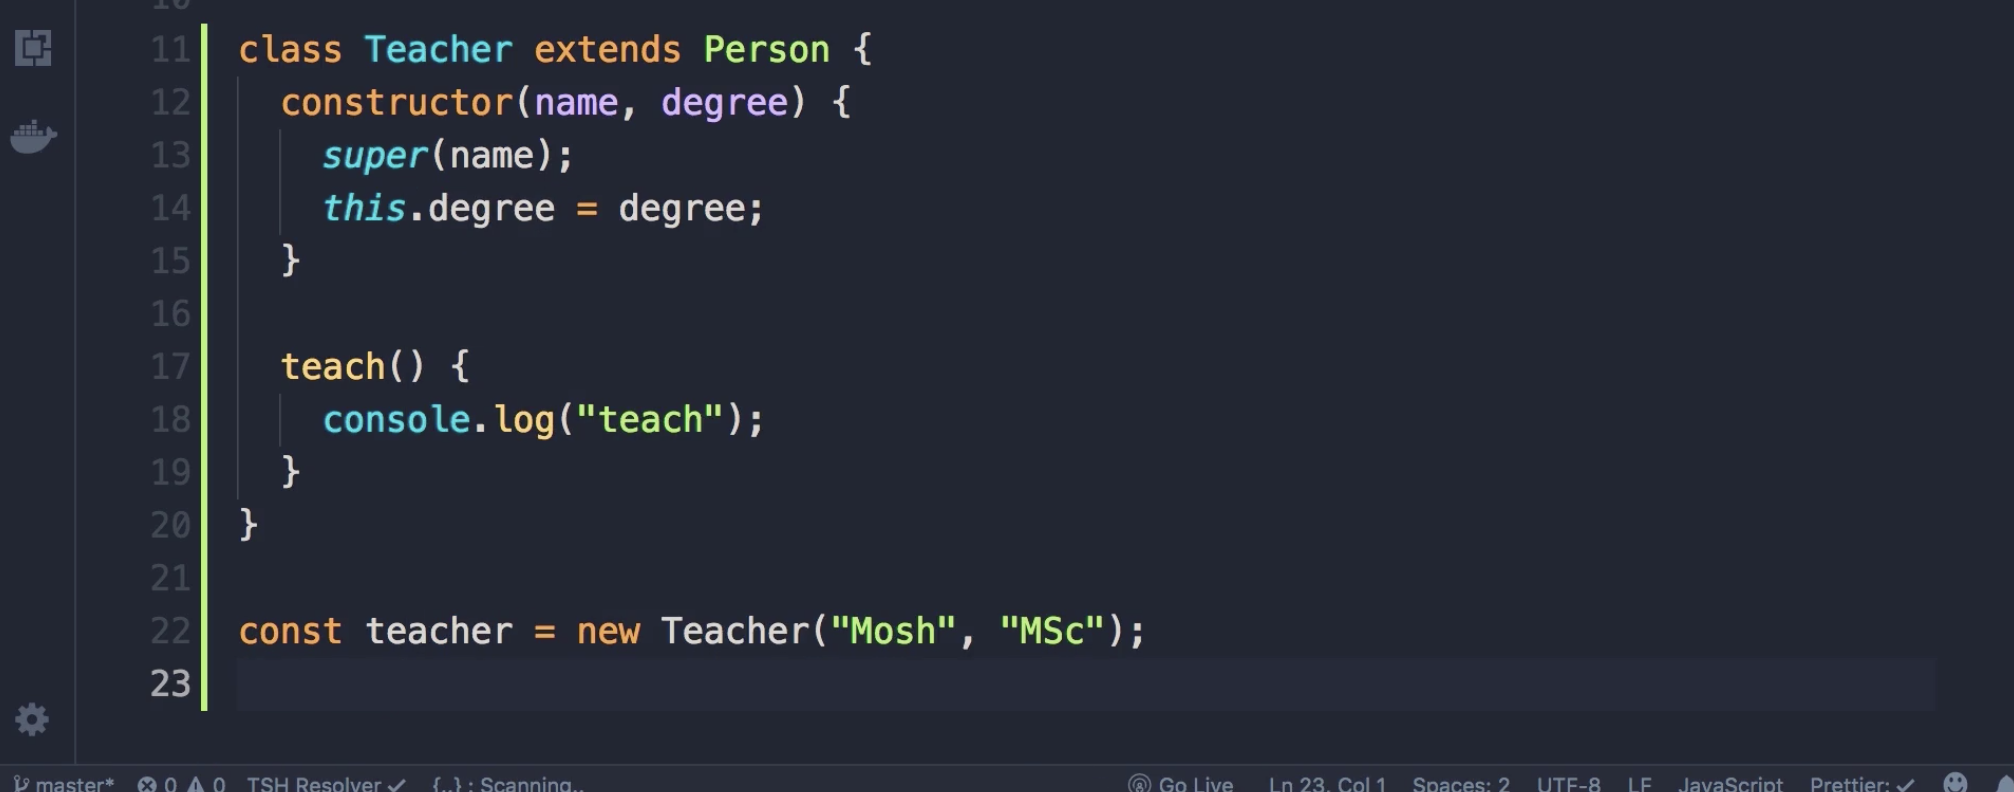 10
11 class Teacher extends Person {
12 constructor(name, degree) {
13 super(name);
14 this.degree = degree;
15 }
16
17 teach() {
18 console.log("teach");
19 }
20 }
21
22 const teacher = new Teacher("Mosh", "MSc");
23
master* 0 0 TSH Resolver ✓ {..} : Scanning.. Go Live Ln 23, Col 1 Spaces: 2 UTF-8 LF JavaScript Prettier: ✓